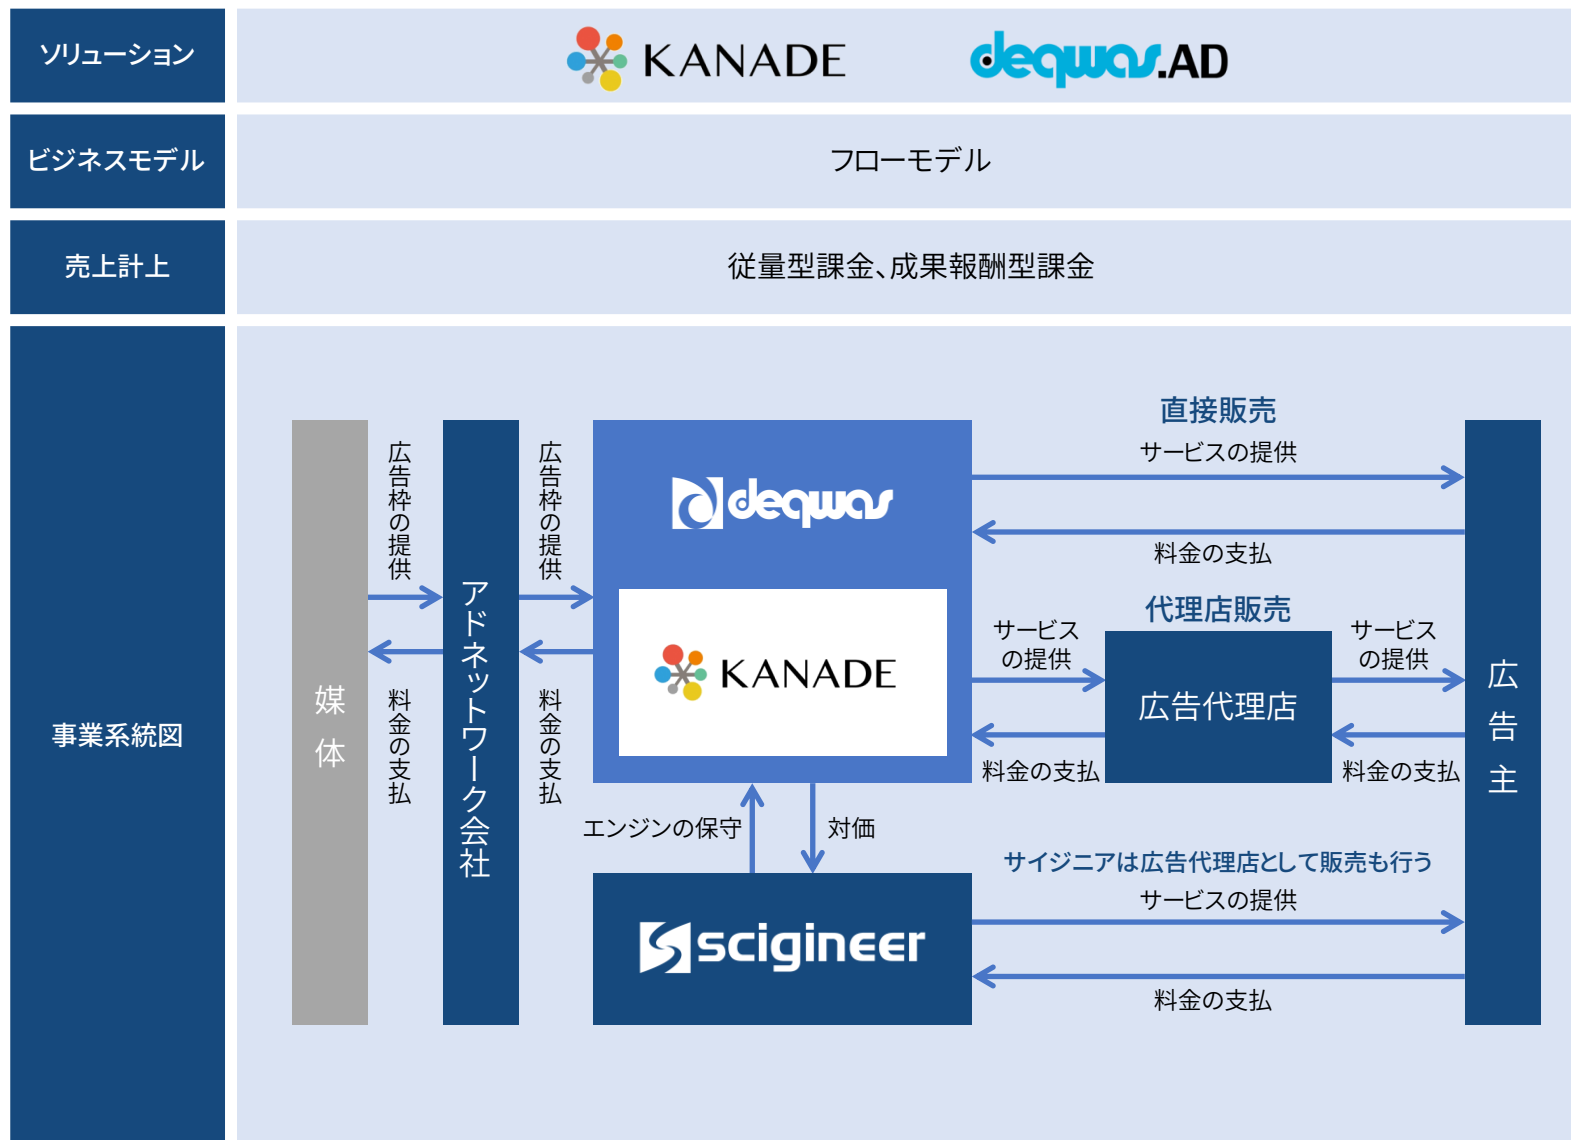 ソリューション
KANADE
deqwas.AD
ビジネスモデル
フローモデル
売上計上
従量型課金、成果報酬型課金
事業系統図
媒体
広告枠の提供
料金の支払
アドネットワーク会社
広告枠の提供
料金の支払
deqwas
KANADE
直接販売
サービスの提供
料金の支払
代理店販売
サービス
の提供
広告代理店
サービス
の提供
料金の支払
料金の支払
広告主
エンジンの保守
対価
サイジニアは広告代理店として販売も行う
サービスの提供
scigineer
料金の支払